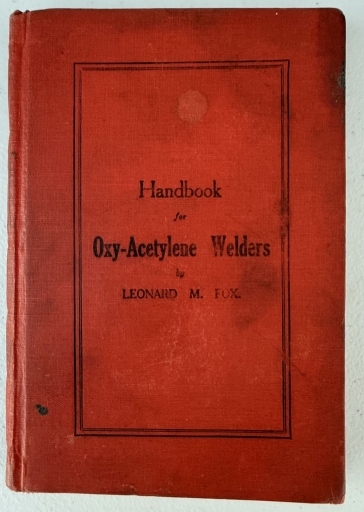 Handbook
for
Oxy-Acetylene Welders
by
LEONARD M. FOX.